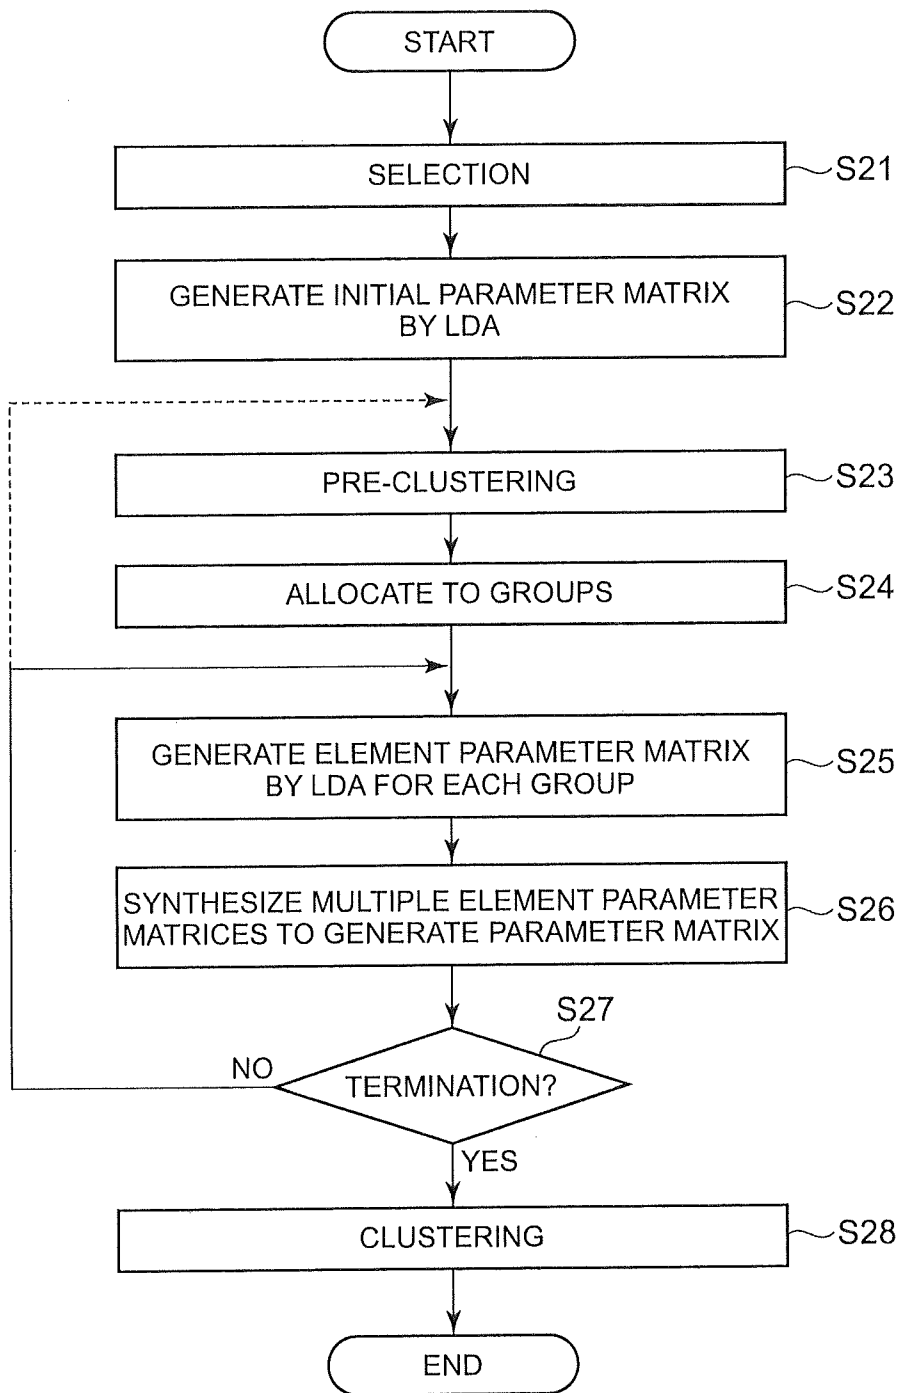 START
SELECTION
S21
GENERATE INITIAL PARAMETER MATRIX
BY LDA
S22
PRE-CLUSTERING
S23
ALLOCATE TO GROUPS
S24
GENERATE ELEMENT PARAMETER MATRIX
BY LDA FOR EACH GROUP
S25
SYNTHESIZE MULTIPLE ELEMENT PARAMETER
MATRICES TO GENERATE PARAMETER MATRIX
S26
S27
NO
TERMINATION?
YES
CLUSTERING
S28
END